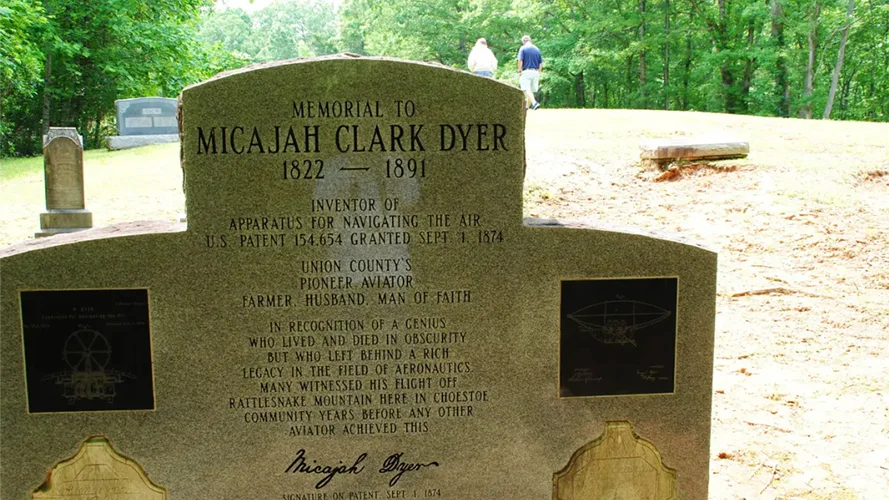 MEMORIAL TO
MICAJAH CLARK DYER
1822 — 1891
INVENTOR OF
APPARATUS FOR NAVIGATING THE AIR
U.S. PATENT 154,654 GRANTED SEPT. 1, 1874
UNION COUNTY'S
PIONEER AVIATOR
FARMER, HUSBAND, MAN OF FAITH
IN RECOGNITION OF A GENIUS
WHO LIVED AND DIED IN OBSCURITY
BUT WHO LEFT BEHIND A RICH
LEGACY IN THE FIELD OF AERONAUTICS.
MANY WITNESSED HIS FLIGHT OFF
RATTLESNAKE MOUNTAIN HERE IN CHOESTOE
COMMUNITY YEARS BEFORE ANY OTHER
AVIATOR ACHIEVED THIS.
Micajah Dyer
SIGNATURE ON PATENT, SEPT. 1, 1874